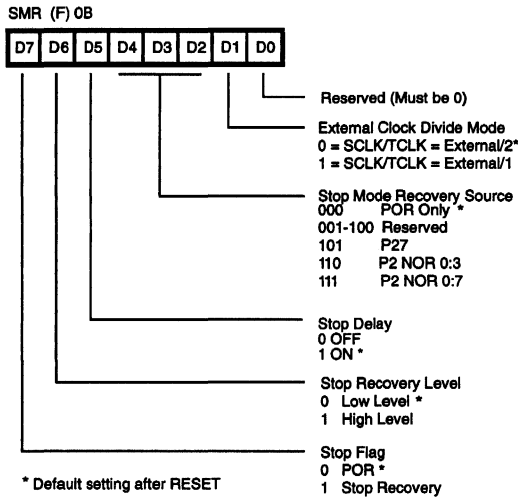 SMR (F) 0B
D7 D6 D5 D4 D3 D2 D1 D0
Reserved (Must be 0)
External Clock Divide Mode
0 = SCLK/TCLK = External/2*
1 = SCLK/TCLK = External/1
Stop Mode Recovery Source
000 POR Only *
001-100 Reserved
101 P27
110 P2 NOR 0:3
111 P2 NOR 0:7
Stop Delay
0 OFF
1 ON *
Stop Recovery Level
0 Low Level *
1 High Level
Stop Flag
0 POR *
1 Stop Recovery
* Default setting after RESET